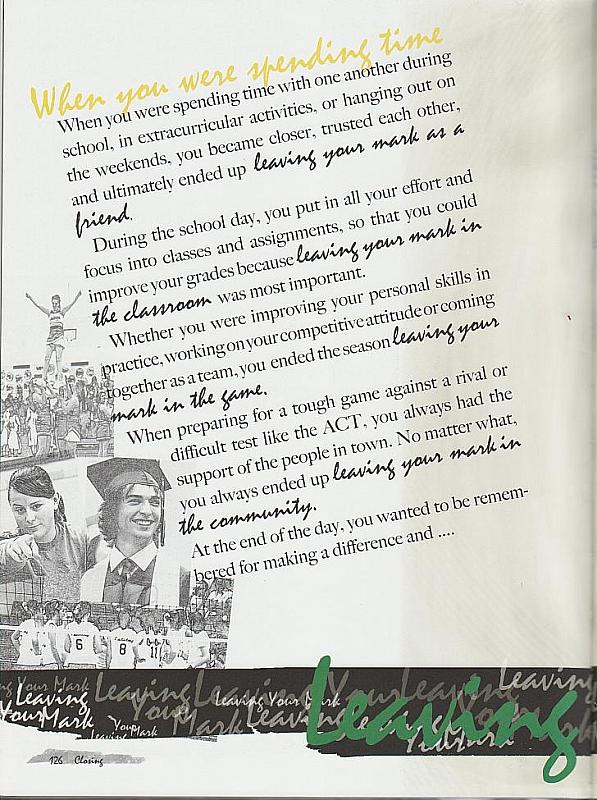 When you were spending time
When you were spending time with one another during
school, in extracurricular activities, or hanging out on
the weekends, you became closer, trusted each other,
and ultimately ended up leaving your mark as a
friend.
During the school day, you put in all your effort and
focus into classes and assignments, so that you could
improve your grades because leaving your mark in
the classroom was most important.
Whether you were improving your personal skills in
practice, working on your competitive attitude or coming
together as a team, you ended the season leaving your
mark in the game.
When preparing for a tough game against a rival or
difficult test like the ACT, you always had the
support of the people in town. No matter what,
you always ended up leaving your mark in
the community.
At the end of the day, you wanted to be remem-
bered for making a difference and ....
6 8 11
Your Mark
Leaving
Your Mark
Leaving
Your
Mark
Your Mark
Leaving Mark
Leaving Your Mark
Leaving
Leaving
Leaving
Leaving
126 Closing